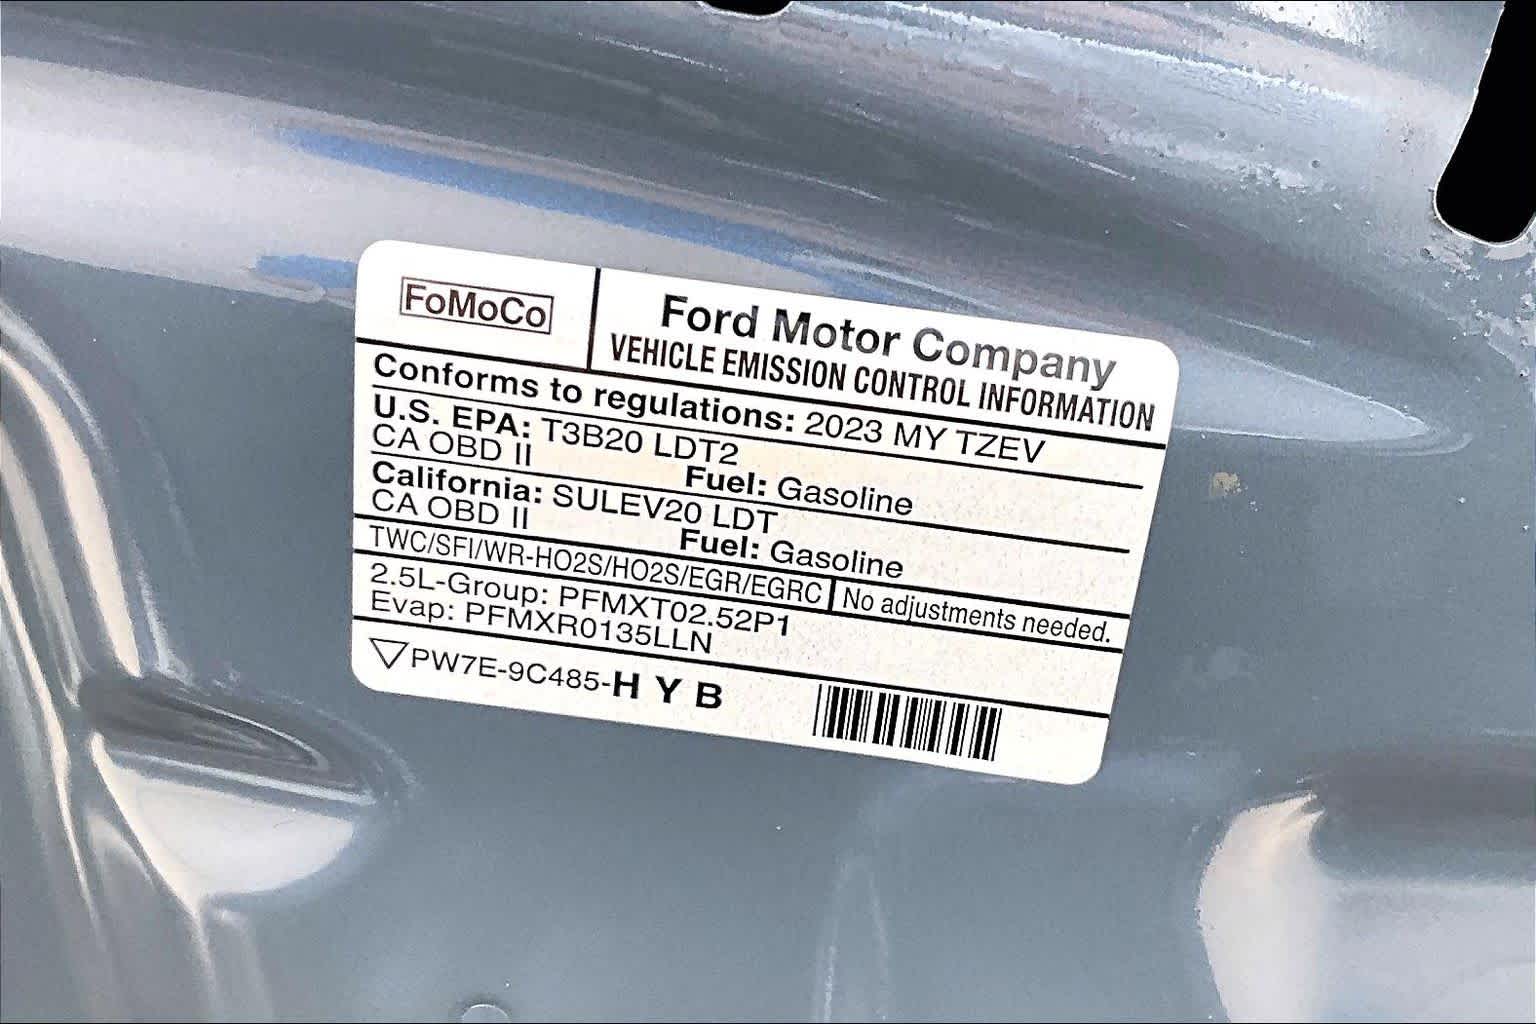 FoMoCo
Ford Motor Company
VEHICLE EMISSION CONTROL INFORMATION
Conforms to regulations: 2023 MY TZEV
U.S. EPA: T3B20 LDT2
CA OBD II Fuel: Gasoline
California: SULEV20 LDT
CA OBD II Fuel: Gasoline
TWC/SFI/WR-HO2S/HO2S/EGR/EGRC No adjustments needed.
2.5L-Group: PFMXT02.52P1
Evap: PFMXR0135LLN
PW7E-9C485-H Y B